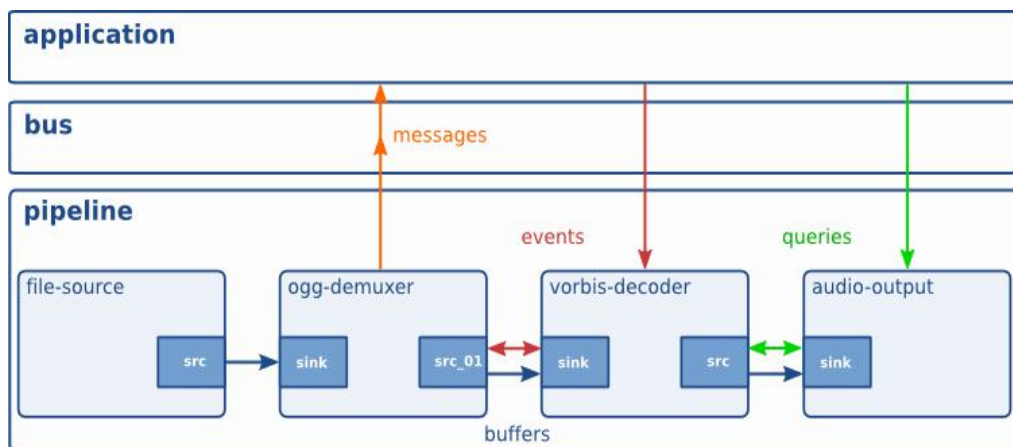 application
bus
messages
pipeline
events
queries
file-source
ogg-demuxer
vorbis-decoder
audio-output
src
sink
src_01
sink
src
sink
buffers